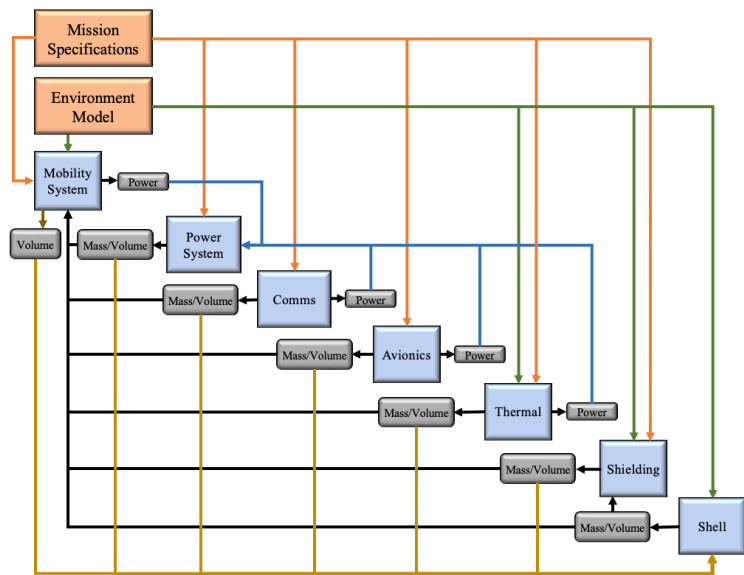 Mission
Specifications
Environment
Model
Mobility
System
Power
Volume
Mass/Volume
Power
System
Mass/Volume
Comms
Power
Mass/Volume
Avionics
Power
Mass/Volume
Thermal
Power
Mass/Volume
Shielding
Mass/Volume
Shell